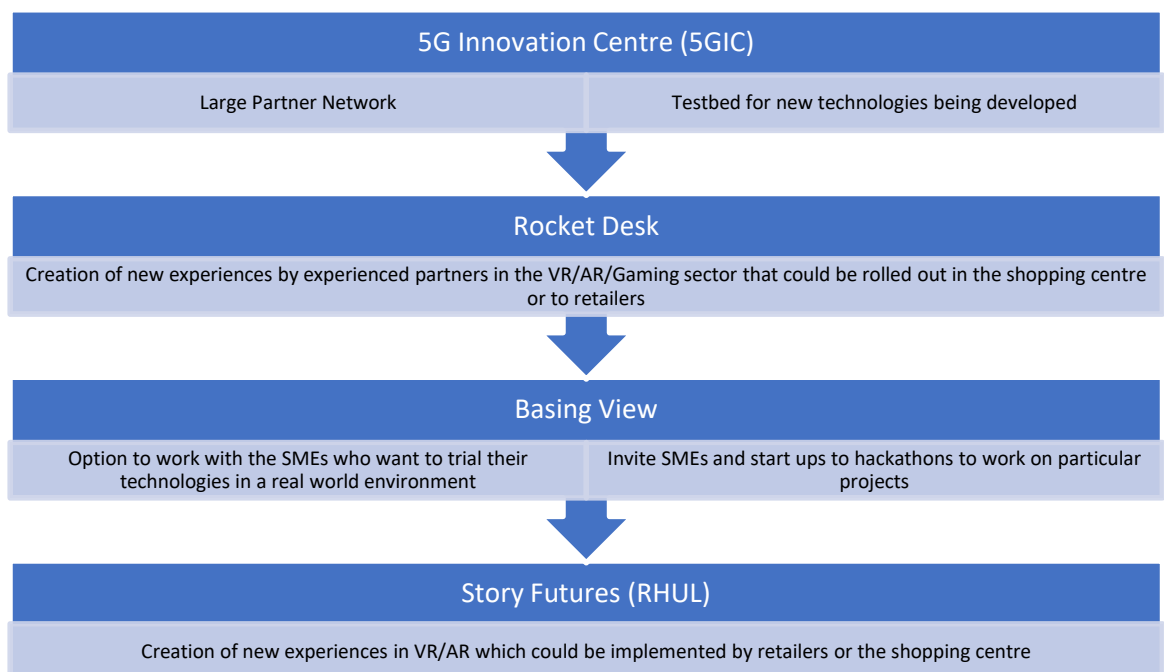 5G Innovation Centre (5GIC)
Large Partner Network
Testbed for new technologies being developed
Rocket Desk
Creation of new experiences by experienced partners in the VR/AR/Gaming sector that could be rolled out in the shopping centre
or to retailers
Basing View
Option to work with the SMEs who want to trial their
technologies in a real world environment
Invite SMEs and start ups to hackathons to work on particular
projects
Story Futures (RHUL)
Creation of new experiences in VR/AR which could be implemented by retailers or the shopping centre